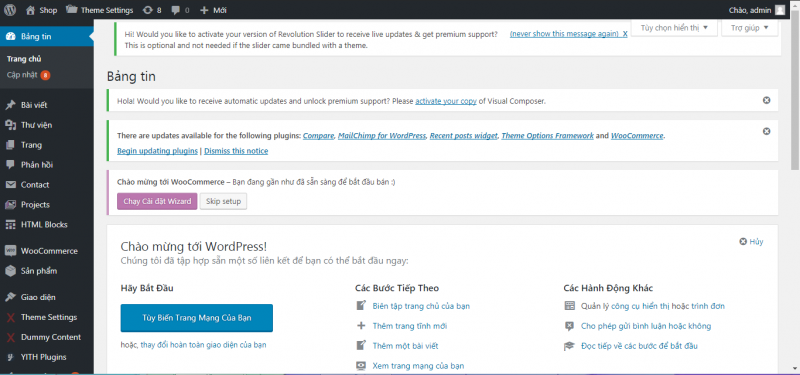 Shop
Theme Settings
8
0
Mới
Chào, admin
Bảng tin
Trang chủ
Cập nhật 8
Bài viết
Thư viện
Trang
Phản hồi
Contact
Projects
HTML Blocks
WooCommerce
Sản phẩm
Giao diện
Theme Settings
Dummy Content
YITH Plugins
Hi! Would you like to activate your version of Revolution Slider to receive live updates & get premium support?
This is optional and not needed if the slider came bundled with a theme.
(never show this message again) X
Tùy chọn hiển thị
Trợ giúp
Bảng tin
Hola! Would you like to receive automatic updates and unlock premium support? Please activate your copy of Visual Composer.
There are updates available for the following plugins: Compare, MailChimp for WordPress, Recent posts widget, Theme Options Framework and WooCommerce.
Begin updating plugins | Dismiss this notice
Chào mừng tới WooCommerce – Bạn đang gần như đã sẵn sàng để bắt đầu bán :)
Chạy Cài đặt Wizard
Skip setup
Chào mừng tới WordPress!
Hủy
Chúng tôi đã tập hợp sẵn một số liên kết để bạn có thể bắt đầu ngay:
Hãy Bắt Đầu
Tùy Biến Trang Mạng Của Bạn
hoặc, thay đổi hoàn toàn giao diện của bạn
Các Bước Tiếp Theo
Biên tập trang chủ của bạn
Thêm trang tĩnh mới
Thêm một bài viết
Xem trang mạng của bạn
Các Hành Động Khác
Quản lý công cụ hiển thị hoặc trình đơn
Cho phép gửi bình luận hoặc không
Đọc tiếp về các bước để bắt đầu